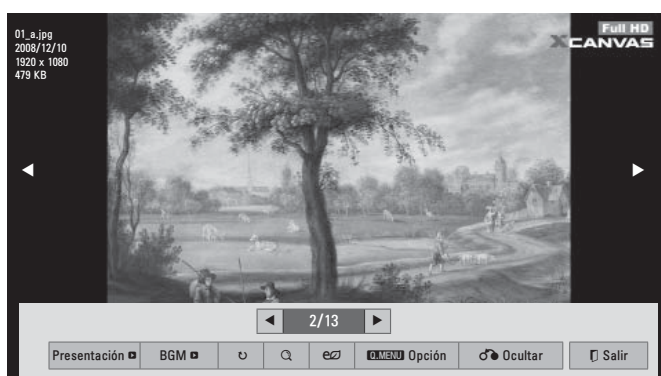 01_a.jpg
2008/12/10
1920 x 1080
479 KB
Full HD
XCANVAS
2/13
Presentación BGM Q.MENU Opción Ocultar Salir